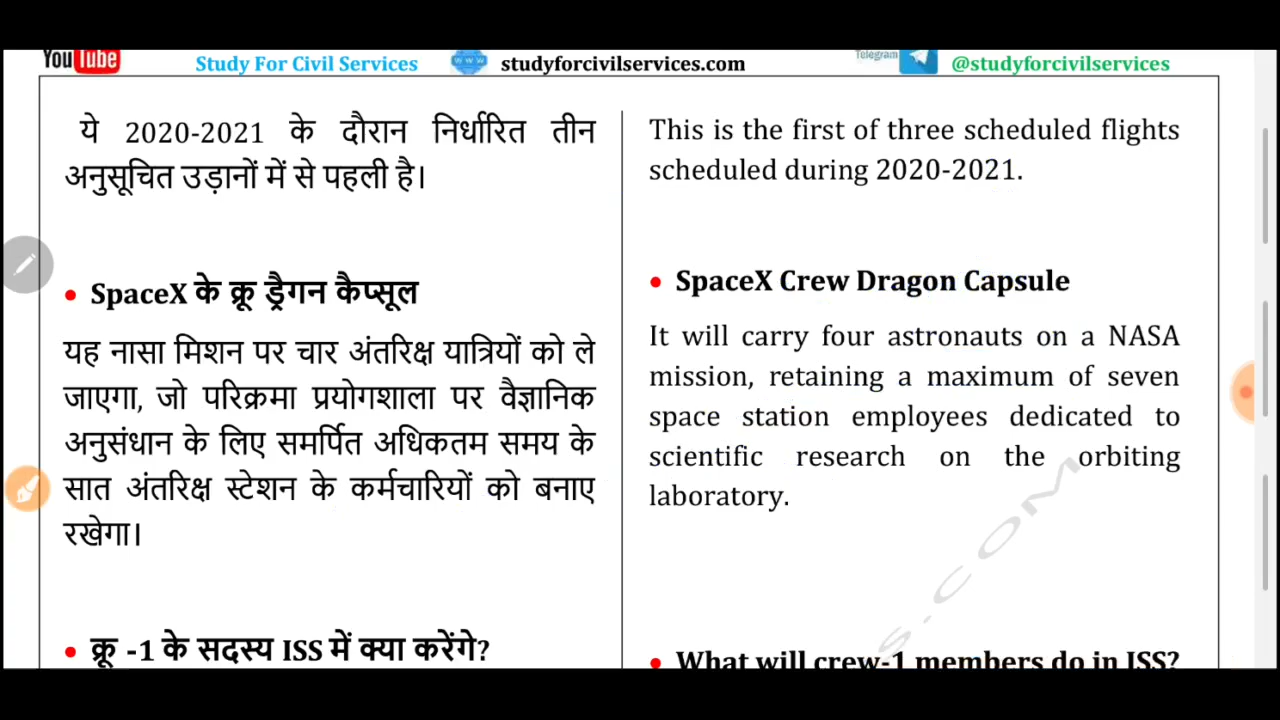 YouTube Study For Civil Services www studyforcivilservices.com Telegram @studyforcivilservices
ये 2020-2021 के दौरान निर्धारित तीन
अनुसूचित उड़ानों में से पहली है।
• SpaceX के क्रू ड्रैगन कैप्सूल
यह नासा मिशन पर चार अंतरिक्ष यात्रियों को ले
जाएगा, जो परिक्रमा प्रयोगशाला पर वैज्ञानिक
अनुसंधान के लिए समर्पित अधिकतम समय के
सात अंतरिक्ष स्टेशन के कर्मचारियों को बनाए
रखेगा।
• क्रू -1 के सदस्य ISS में क्या करेंगे?
This is the first of three scheduled flights
scheduled during 2020-2021.
• SpaceX Crew Dragon Capsule
It will carry four astronauts on a NASA
mission, retaining a maximum of seven
space station employees dedicated to
scientific research on the orbiting
laboratory.
• What will crew-1 members do in ISS?
S.COM